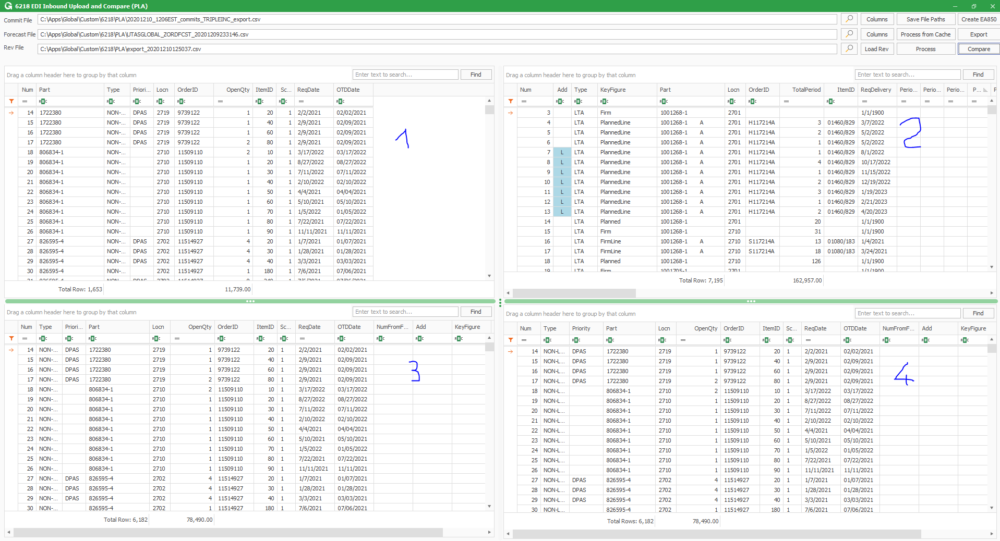 6218 EDI Inbound Upload and Compare (PLA)
Commit File C:\Apps\Global\Custom\6218\PLA\20201210_1206EST_commits_TRIPLEINC_export.csv Columns Save File Paths Create EA850
Forecast File C:\Apps\Global\Custom\6218\PLA\UTASGLOBAL_ZORDFCST_20201209233146.csv Columns Process from Cache Export
Rev File C:\Apps\Global\Custom\6218\PLA\export_20201210125037.csv Load Rev Process Compare
Drag a column header here to group by that column Enter text to search... Find
Num Part Type Priori... Locn OrderID OpenQty ItemID Sc... ReqDate OTDDate
14 1722380 NON-... DPAS 2719 9739122 1 20 1 2/2/2021 02/02/2021
15 1722380 NON-... DPAS 2719 9739122 1 40 1 2/9/2021 02/09/2021
16 1722380 NON-... DPAS 2719 9739122 1 60 1 2/9/2021 02/09/2021
17 1722380 NON-... DPAS 2719 9739122 2 80 1 2/9/2021 02/09/2021
18 806834-1 NON-... 2710 11509110 2 10 1 3/17/2022 03/17/2022
19 806834-1 NON-... 2710 11509110 1 20 1 8/27/2022 08/27/2022
20 806834-1 NON-... 2710 11509110 1 30 1 7/11/2022 07/11/2022
21 806834-1 NON-... 2710 11509110 1 40 1 2/10/2022 02/10/2022
22 806834-1 NON-... 2710 11509110 1 50 1 4/4/2021 04/04/2021
23 806834-1 NON-... 2710 11509110 1 60 1 5/10/2021 05/10/2021
24 806834-1 NON-... 2710 11509110 1 70 1 1/5/2022 01/05/2022
25 806834-1 NON-... 2710 11509110 1 80 1 7/22/2021 07/22/2021
26 806834-1 NON-... 2710 11509110 1 90 1 11/11/2021 11/11/2021
27 826595-4 NON-... DPAS 2702 11514927 4 20 1 1/7/2021 01/07/2021
28 826595-4 NON-... DPAS 2702 11514927 4 30 1 1/28/2021 01/28/2021
29 826595-4 NON-... DPAS 2702 11514927 4 40 1 3/3/2021 03/03/2021
30 826595-4 NON-... 2702 11514927 1 180 1 7/6/2021 07/06/2021
Total Row: 1,653 11,739.00
1
Drag a column header here to group by that column Enter text to search... Find
Num Add Type KeyFigure Part Locn OrderID TotalPeriod ItemID ReqDelivery Perio... Perio... Perio... P...
3 LTA Firm 1001268-1 2701 1/1/1900
4 LTA PlannedLine 1001268-1 A 2701 H117214A 3 01460/829 3/7/2022
5 LTA PlannedLine 1001268-1 A 2701 H117214A 2 01460/829 5/2/2022
6 LTA PlannedLine 1001268-1 A 2701 H117214A 1 01460/829 5/2/2022
7 L LTA PlannedLine 1001268-1 A 2701 H117214A 1 01460/829 8/1/2022
8 L LTA PlannedLine 1001268-1 A 2701 H117214A 4 01460/829 10/17/2022
9 L LTA PlannedLine 1001268-1 A 2701 H117214A 1 01460/829 11/15/2022
10 L LTA PlannedLine 1001268-1 A 2701 H117214A 2 01460/829 12/19/2022
11 L LTA PlannedLine 1001268-1 A 2701 H117214A 3 01460/829 1/19/2023
12 L LTA PlannedLine 1001268-1 A 2701 H117214A 1 01460/829 2/21/2023
13 L LTA PlannedLine 1001268-1 A 2701 H117214A 2 01460/829 4/20/2023
14 LTA Planned 1001268-1 2701 20 1/1/1900
15 LTA Firm 1001268-1 2710 31 1/1/1900
16 LTA FirmLine 1001268-1 A 2710 S117214A 13 01080/183 1/4/2021
17 LTA FirmLine 1001268-1 A 2710 S117214A 18 01080/183 3/24/2021
18 LTA Planned 1001268-1 2710 126 1/1/1900
19 LTA Firm 1001705-1 2701 1/1/1900
Total Row: 7,195 162,957.00
2
Drag a column header here to group by that column Enter text to search... Find
Num Type Priori... Part Locn OpenQty OrderID ItemID Sc... ReqDate OTDDate NumFromF... Add KeyFigure
14 NON-... DPAS 1722380 2719 1 9739122 20 1 2/2/2021 02/02/2021
15 NON-... DPAS 1722380 2719 1 9739122 40 1 2/9/2021 02/09/2021
16 NON-... DPAS 1722380 2719 1 9739122 60 1 2/9/2021 02/09/2021
17 NON-... DPAS 1722380 2719 2 9739122 80 1 2/9/2021 02/09/2021
18 NON-... 806834-1 2710 2 11509110 10 1 3/17/2022 03/17/2022
19 NON-... 806834-1 2710 1 11509110 20 1 8/27/2022 08/27/2022
20 NON-... 806834-1 2710 1 11509110 30 1 7/11/2022 07/11/2022
21 NON-... 806834-1 2710 1 11509110 40 1 2/10/2022 02/10/2022
22 NON-... 806834-1 2710 1 11509110 50 1 4/4/2021 04/04/2021
23 NON-... 806834-1 2710 1 11509110 60 1 5/10/2021 05/10/2021
24 NON-... 806834-1 2710 1 11509110 70 1 1/5/2022 01/05/2022
25 NON-... 806834-1 2710 1 11509110 80 1 7/22/2021 07/22/2021
26 NON-... 806834-1 2710 1 11509110 90 1 11/11/2021 11/11/2021
27 NON-... DPAS 826595-4 2702 4 11514927 20 1 1/7/2021 01/07/2021
28 NON-... DPAS 826595-4 2702 4 11514927 30 1 1/28/2021 01/28/2021
29 NON-... DPAS 826595-4 2702 4 11514927 40 1 3/3/2021 03/03/2021
30 NON-... 826595-4 2702 1 11514927 180 1 7/6/2021 07/06/2021
Total Row: 6,182 78,490.00
3
Drag a column header here to group by that column Enter text to search... Find
Num Type Priority Part Locn OpenQty OrderID ItemID Sc... ReqDate OTDDate NumFromF... Add KeyFigure
14 NON-L... DPAS 1722380 2719 1 9739122 20 1 2/2/2021 02/02/2021
15 NON-L... DPAS 1722380 2719 1 9739122 40 1 2/9/2021 02/09/2021
16 NON-L... DPAS 1722380 2719 1 9739122 60 1 2/9/2021 02/09/2021
17 NON-L... DPAS 1722380 2719 2 9739122 80 1 2/9/2021 02/09/2021
18 NON-L... 806834-1 2710 2 11509110 10 1 3/17/2022 03/17/2022
19 NON-L... 806834-1 2710 1 11509110 20 1 8/27/2022 08/27/2022
20 NON-L... 806834-1 2710 1 11509110 30 1 7/11/2022 07/11/2022
21 NON-L... 806834-1 2710 1 11509110 40 1 2/10/2022 02/10/2022
22 NON-L... 806834-1 2710 1 11509110 50 1 4/4/2021 04/04/2021
23 NON-L... 806834-1 2710 1 11509110 60 1 5/10/2021 05/10/2021
24 NON-L... 806834-1 2710 1 11509110 70 1 1/5/2022 01/05/2022
25 NON-L... 806834-1 2710 1 11509110 80 1 7/22/2021 07/22/2021
26 NON-L... 806834-1 2710 1 11509110 90 1 11/11/2021 11/11/2021
27 NON-L... DPAS 826595-4 2702 4 11514927 20 1 1/7/2021 01/07/2021
28 NON-L... DPAS 826595-4 2702 4 11514927 30 1 1/28/2021 01/28/2021
29 NON-L... DPAS 826595-4 2702 4 11514927 40 1 3/3/2021 03/03/2021
30 NON-L... 826595-4 2702 1 11514927 180 1 7/6/2021 07/06/2021
Total Rows: 6,182 78,490.00
4